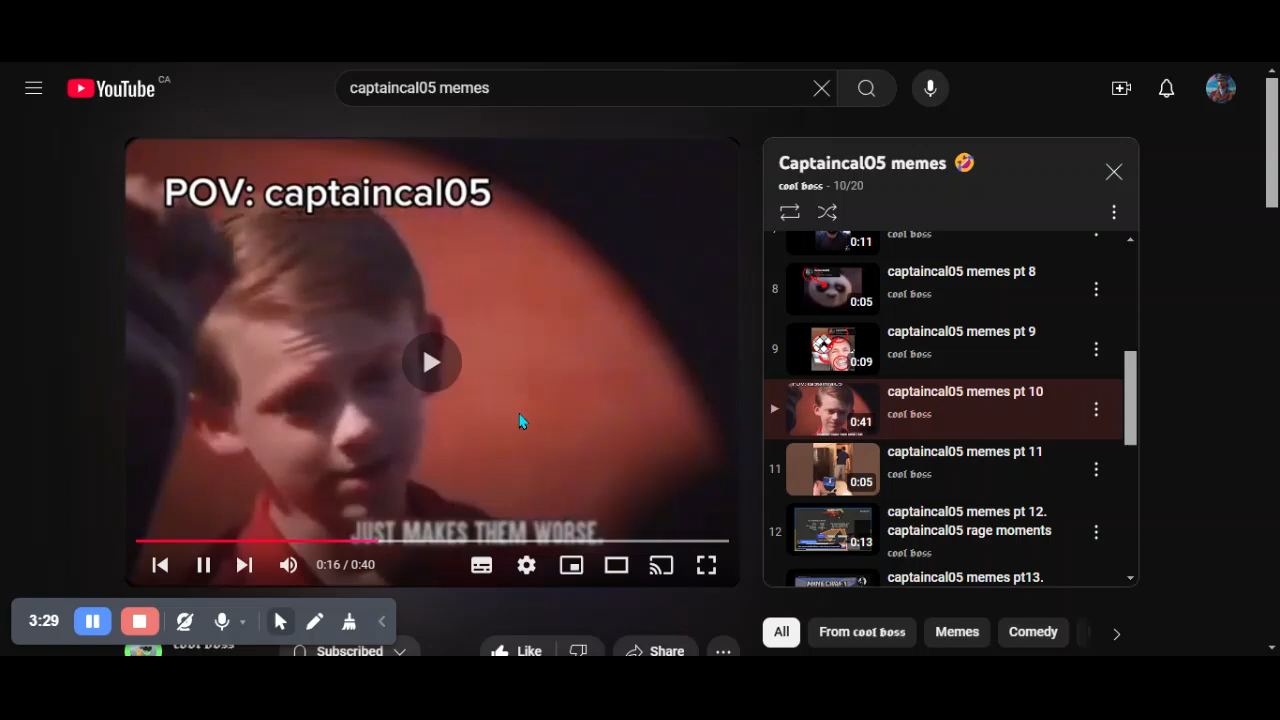 YouTube CA
captaincal05 memes
POV: captaincal05
JUST MAKES THEM WORSE.
0:16 / 0:40
3:29
cool boss
Subscribed
Like
Share
Captaincal05 memes 🤣
cool boss - 10/20
0:11
cool boss
8
0:05
captaincal05 memes pt 8
cool boss
9
0:09
captaincal05 memes pt 9
cool boss
0:41
captaincal05 memes pt 10
cool boss
11
0:05
captaincal05 memes pt 11
cool boss
12
0:13
captaincal05 memes pt 12.
captaincal05 rage moments
cool boss
captaincal05 memes pt13.
All
From cool boss
Memes
Comedy